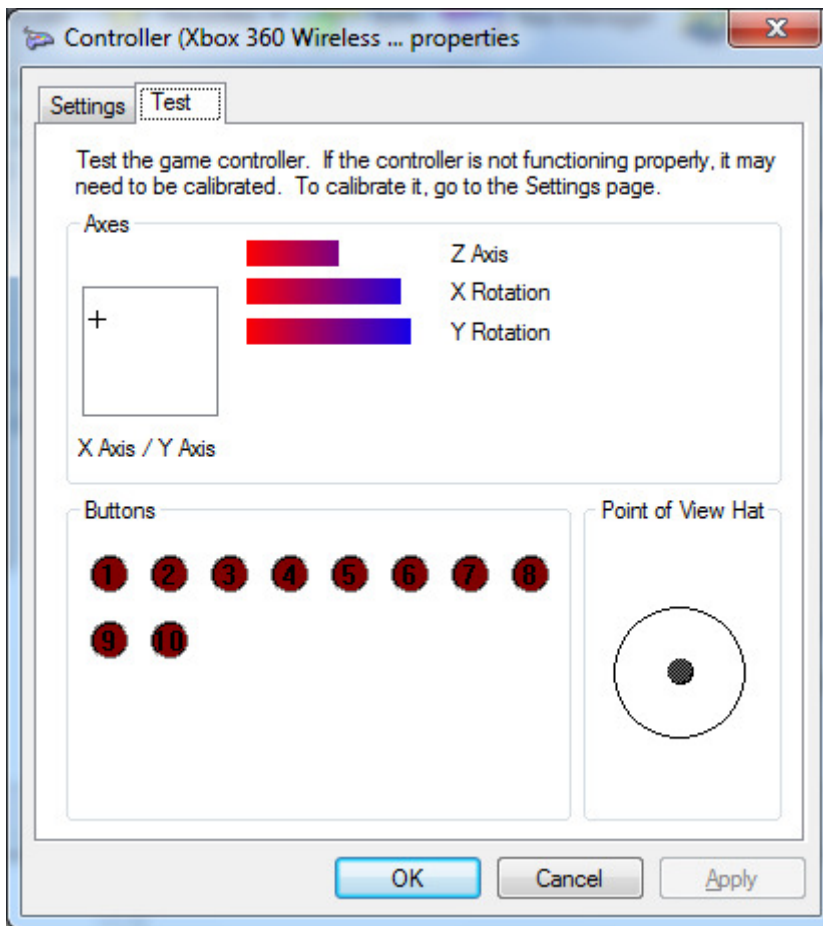 Controller (Xbox 360 Wireless ... properties
X
Settings
Test
Test the game controller.  If the controller is not functioning properly, it may
need to be calibrated.  To calibrate it, go to the Settings page.
Axes
Z Axis
X Rotation
Y Rotation
X Axis / Y Axis
Buttons
1 2 3 4 5 6 7 8
9 10
Point of View Hat
OK
Cancel
Apply